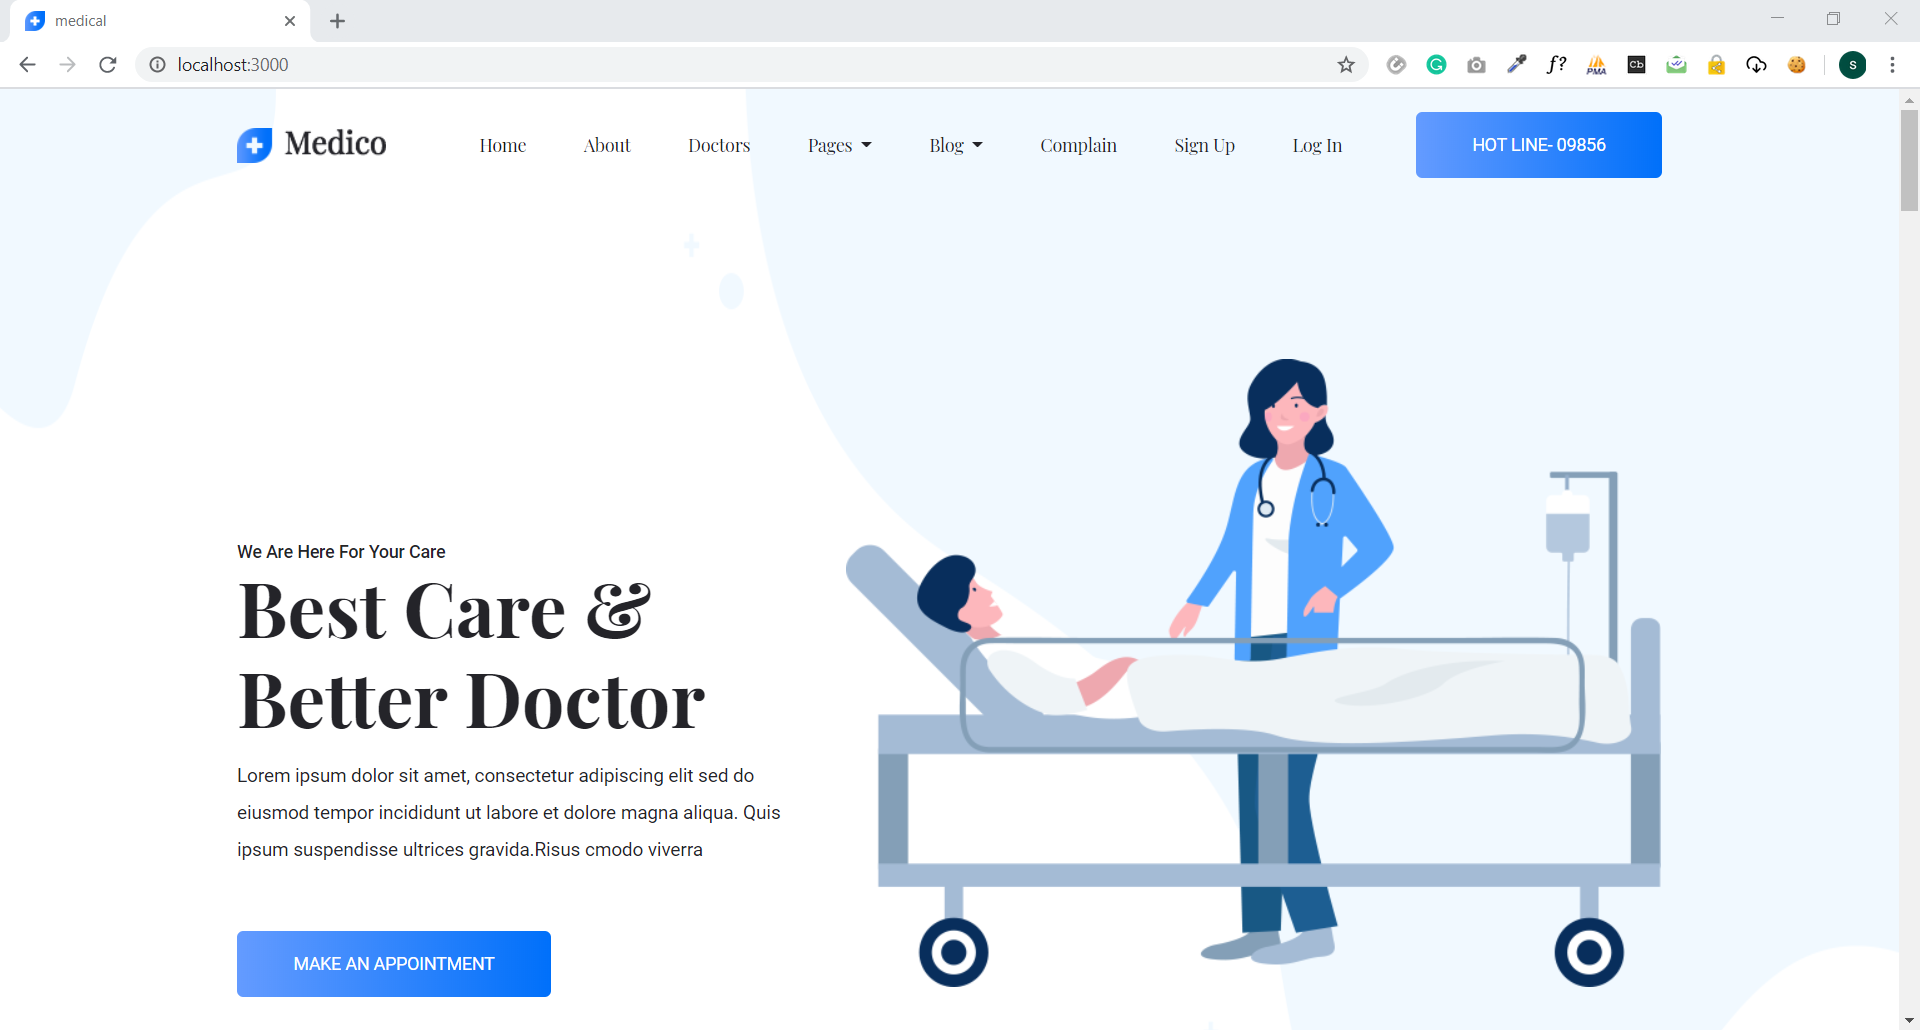 medical
localhost:3000
G
f?
PMA
Cb
s
Medico
Home
About
Doctors
Pages
Blog
Complain
Sign Up
Log In
HOT LINE- 09856
We Are Here For Your Care
Best Care &
Better Doctor
Lorem ipsum dolor sit amet, consectetur adipiscing elit sed do
eiusmod tempor incididunt ut labore et dolore magna aliqua. Quis
ipsum suspendisse ultrices gravida.Risus cmodo viverra
MAKE AN APPOINTMENT